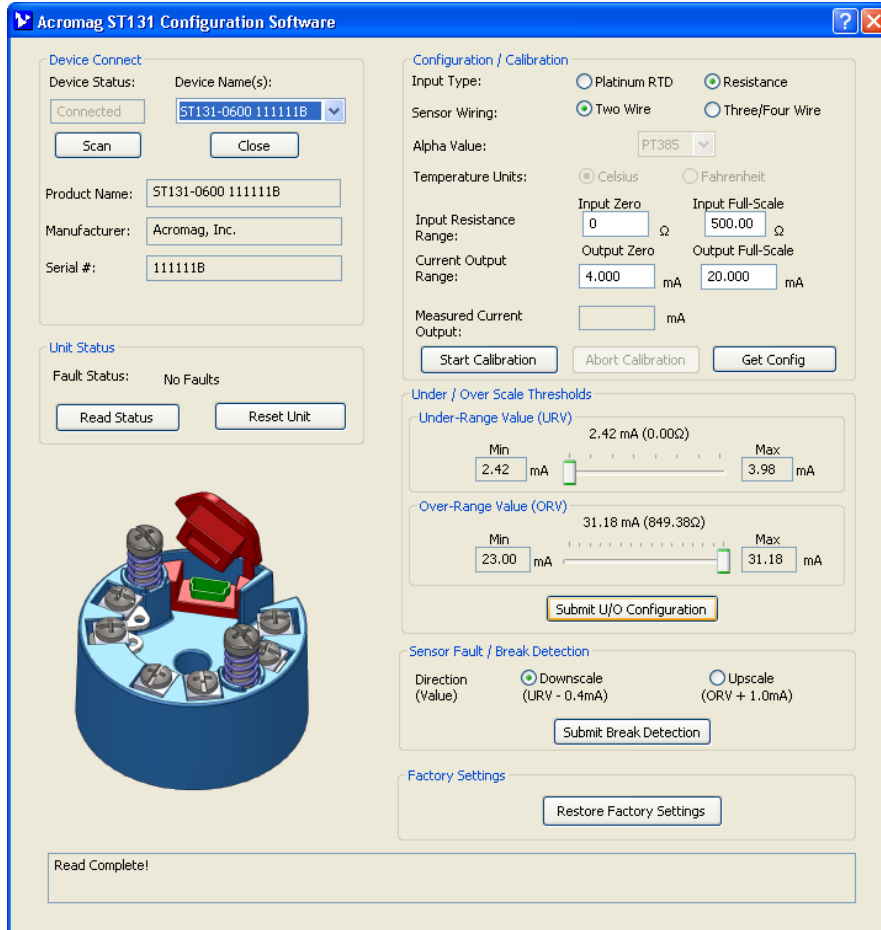 Acromag ST131 Configuration Software
Device Connect
Device Status:
Device Name(s):
Connected
ST131-0600 111111B
Scan
Close
Product Name:
ST131-0600 111111B
Manufacturer:
Acromag, Inc.
Serial #:
111111B
Unit Status
Fault Status:
No Faults
Read Status
Reset Unit
Configuration / Calibration
Input Type:
Platinum RTD
Resistance
Sensor Wiring:
Two Wire
Three/Four Wire
Alpha Value:
PT385
Temperature Units:
Celsius
Fahrenheit
Input Zero
Input Full-Scale
Input Resistance
Range:
0
Ω
500.00
Ω
Output Zero
Output Full-Scale
Current Output
Range:
4.000
mA
20.000
mA
Measured Current
Output:
mA
Start Calibration
Abort Calibration
Get Config
Under / Over Scale Thresholds
Under-Range Value (URV)
2.42 mA (0.00Ω)
Min
Max
2.42
mA
3.98
mA
Over-Range Value (ORV)
31.18 mA (849.38Ω)
Min
Max
23.00
mA
31.18
mA
Submit U/O Configuration
Sensor Fault / Break Detection
Direction
(Value)
Downscale
(URV - 0.4mA)
Upscale
(ORV + 1.0mA)
Submit Break Detection
Factory Settings
Restore Factory Settings
Read Complete!